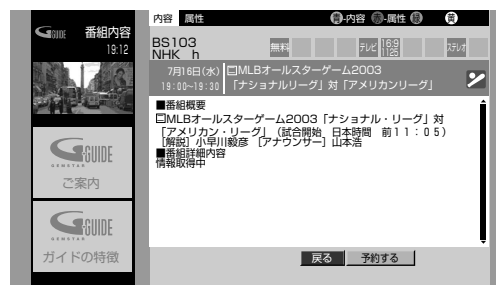 G GUIDE 番組内容
19:12
内容 属性 青-内容 赤-属性 緑 黄
BS103
NHK h
無料 テレビ 16:9 1125 ステレオ
7月16日(水) 二MLBオールスターゲーム2003
19:00~19:30 「ナショナルリーグ」対「アメリカンリーグ」
■番組概要
二MLBオールスターゲーム2003「ナショナル・リーグ」対
「アメリカン・リーグ」(試合開始 日本時間 前11:05)
[解説]小早川毅彦 [アナウンサー]山本浩
■番組詳細内容
情報取得中
G GUIDE
GEMSTAR
ご案内
G GUIDE
GEMSTAR
ガイドの特徴
戻る 予約する